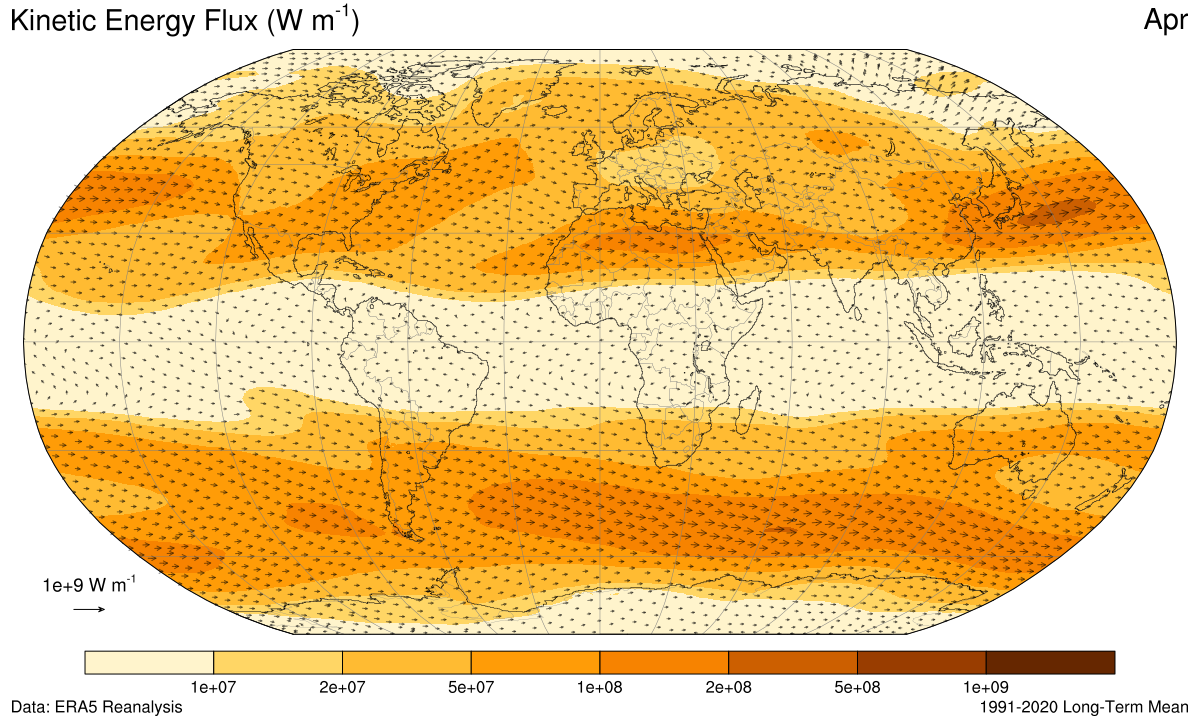 Kinetic Energy Flux (W m-1)
Apr
1e+9 W m-1
1e+07 2e+07 5e+07 1e+08 2e+08 5e+08 1e+09
Data: ERA5 Reanalysis
1991-2020 Long-Term Mean